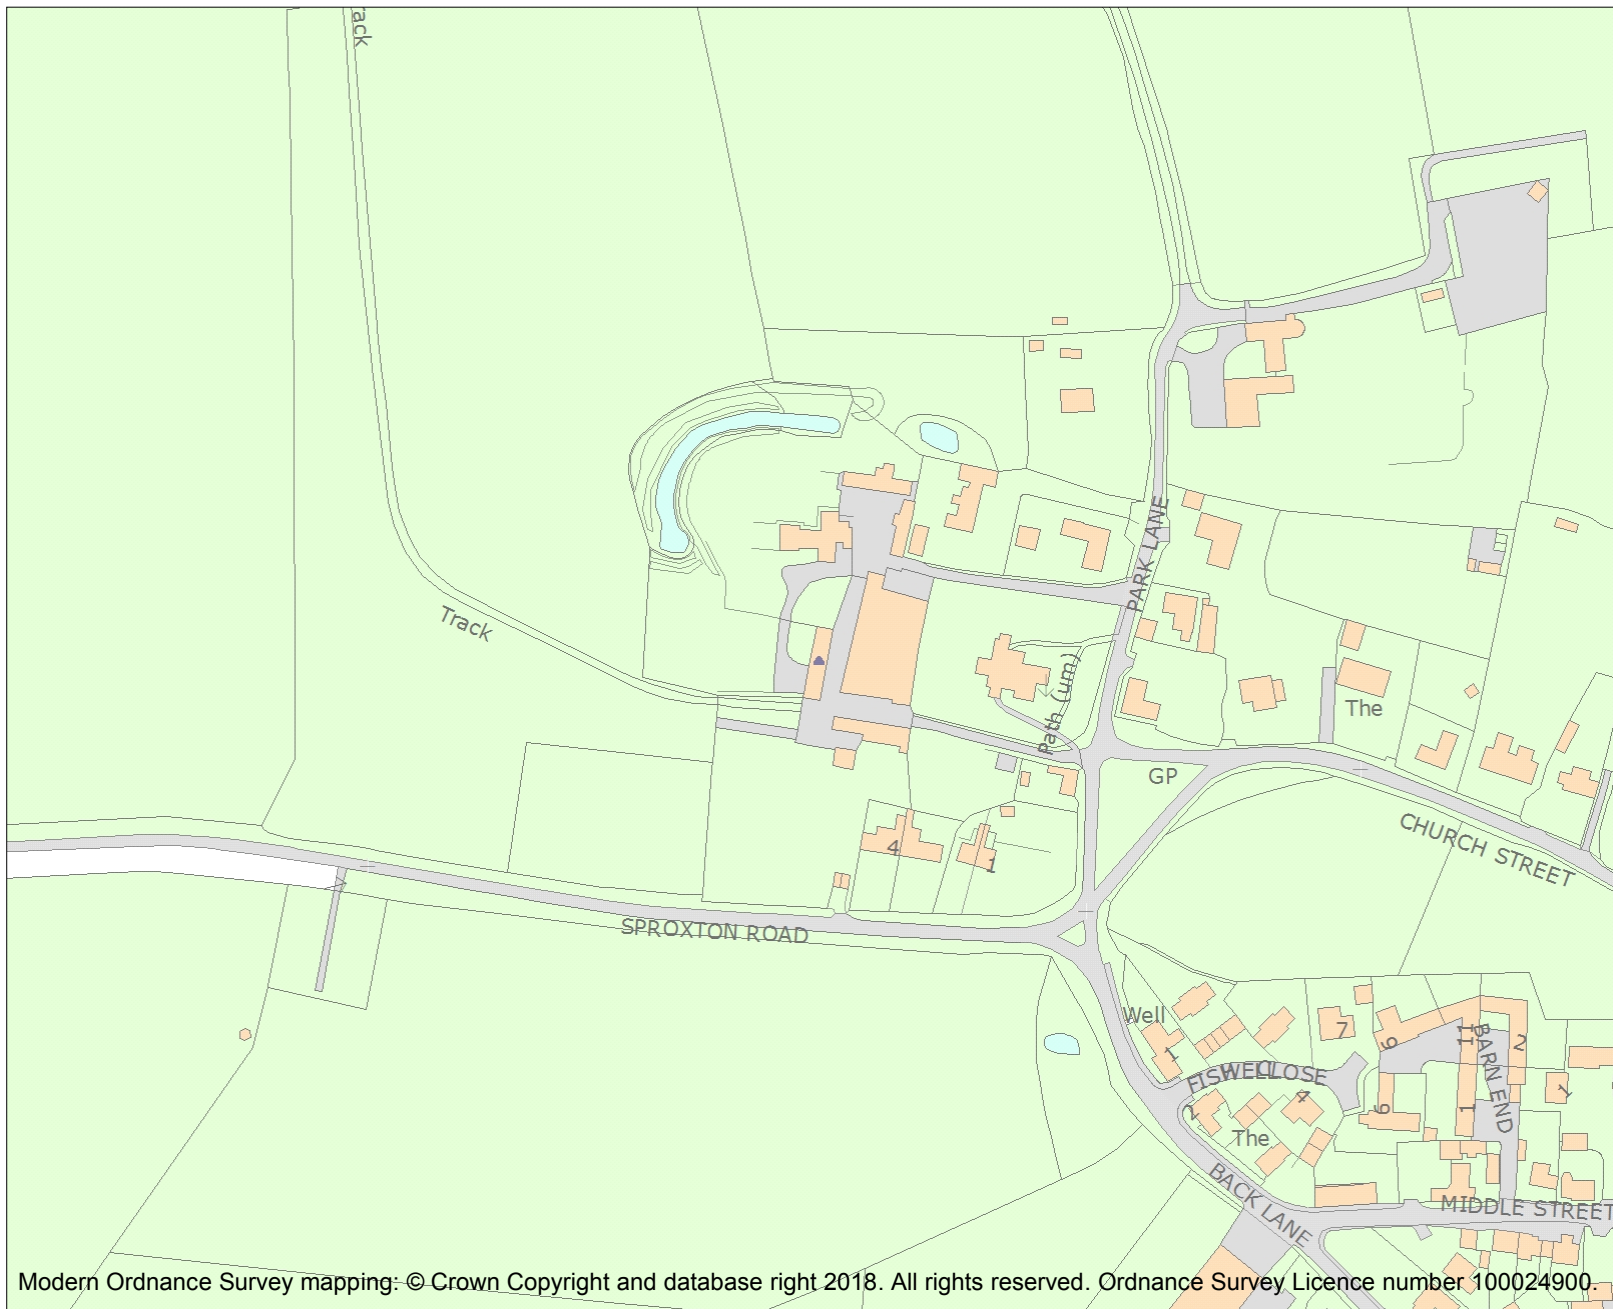 rack
PARK LANE
Track
Path (um)
The
GP
CHURCH STREET
4
1
SPROXTON ROAD
Well
1
7
9
11
BARN END
2
FISHWELL CLOSE
2
4
6
1
1
The
BACK LANE
MIDDLE STREET
Modern Ordnance Survey mapping: © Crown Copyright and database right 2018. All rights reserved. Ordnance Survey Licence number 100024900.